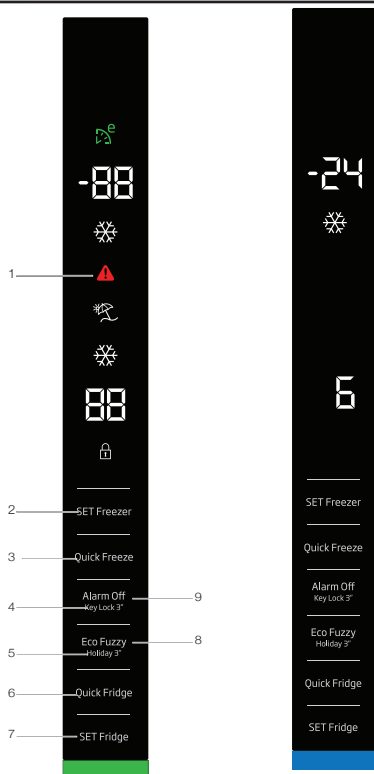 e
-88
1
88
2
SET Freezer
3
Quick Freeze
Alarm Off
9
4
Key Lock 3"
Eco Fuzzy
8
5
Holiday 3"
6
Quick Fridge
7
SET Fridge
-24
6
SET Freezer
Quick Freeze
Alarm Off
Key Lock 3"
Eco Fuzzy
Holiday 3"
Quick Fridge
SET Fridge